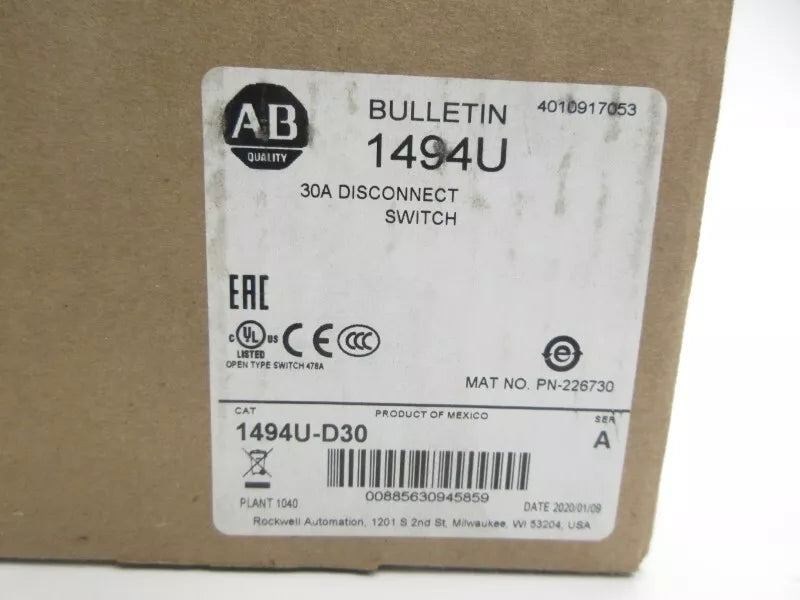 A-B
QUALITY
BULLETIN
4010917053
1494U
30A DISCONNECT
SWITCH
EAC
C UL US CE CCC
LISTED
OPEN TYPE SWITCH 478A
e
MAT NO. PN-226730
CAT
PRODUCT OF MEXICO
SER
1494U-D30
A
00885630945859
PLANT 1040
DATE 2020/01/09
Rockwell Automation, 1201 S 2nd St, Milwaukee, WI 53204, USA